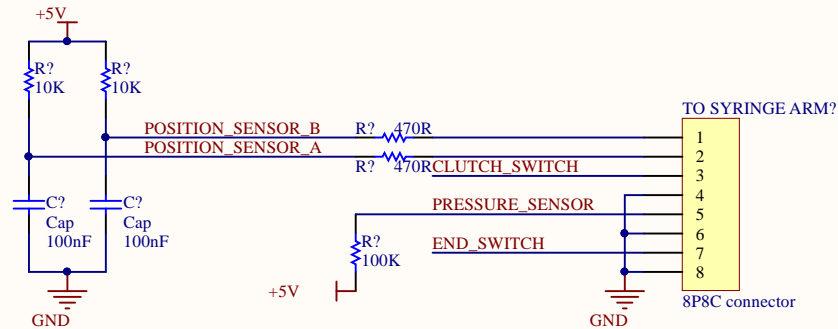 +5V
R?
10K
R?
10K
TO SYRINGE ARM?
POSITION_SENSOR_B
R?
470R
1
POSITION_SENSOR_A
R?
470R
2
CLUTCH_SWITCH
3
4
C?
Cap
100nF
C?
Cap
100nF
PRESSURE_SENSOR
5
R?
100K
6
END_SWITCH
7
8
+5V
8P8C connector
GND
GND